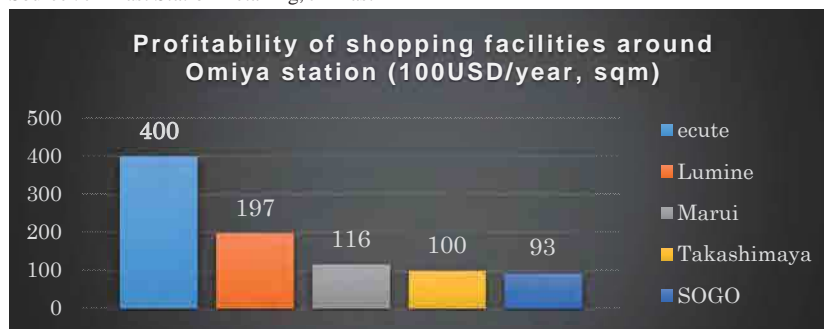 Profitability of shopping facilities around
Omiya station (100USD/year, sqm)
500
400
300
200
100
0
400
197
116
100
93
ecute
Lumine
Marui
Takashimaya
SOGO